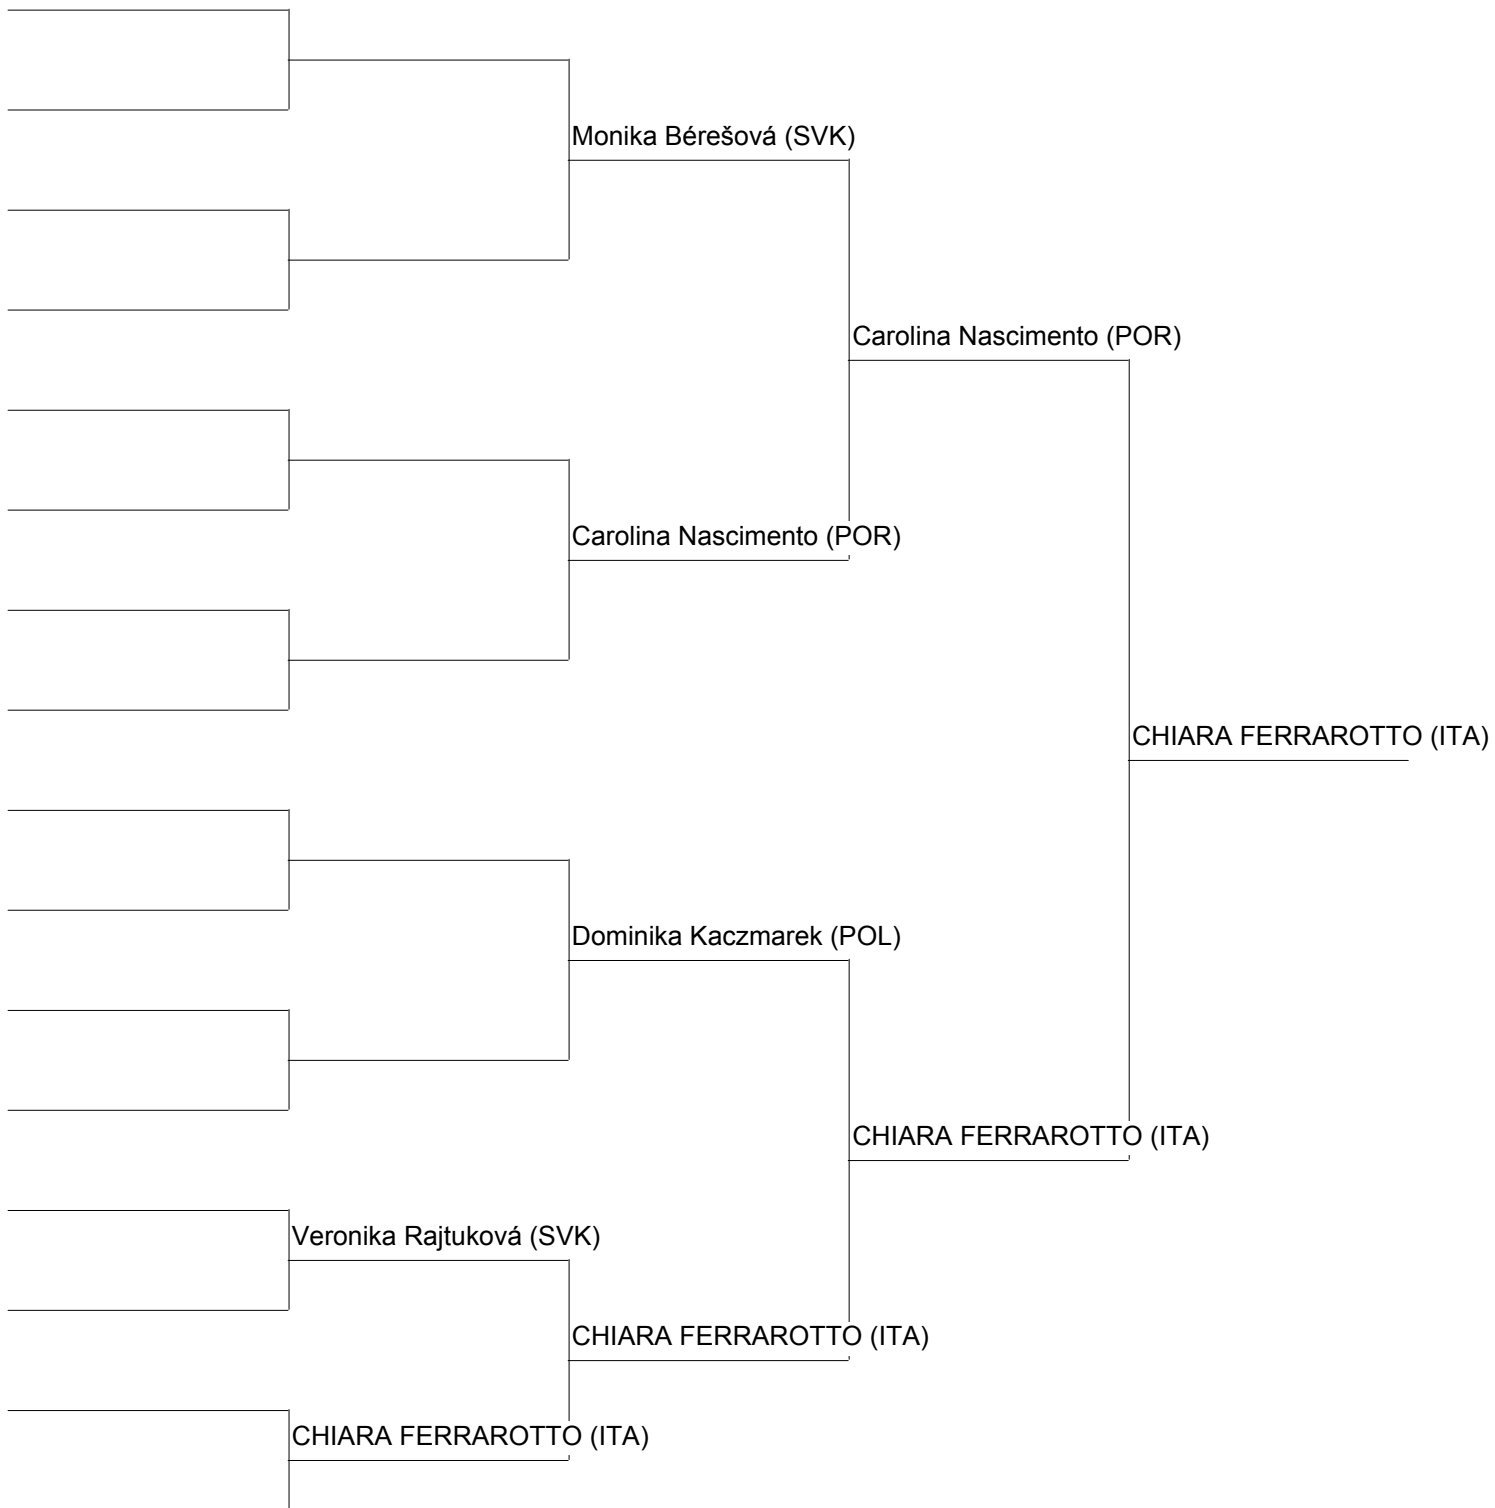 Monika Bérešová (SVK)
Carolina Nascimento (POR)
Carolina Nascimento (POR)
CHIARA FERRAROTTO (ITA)
Dominika Kaczmarek (POL)
CHIARA FERRAROTTO (ITA)
Veronika Rajtuková (SVK)
CHIARA FERRAROTTO (ITA)
CHIARA FERRAROTTO (ITA)